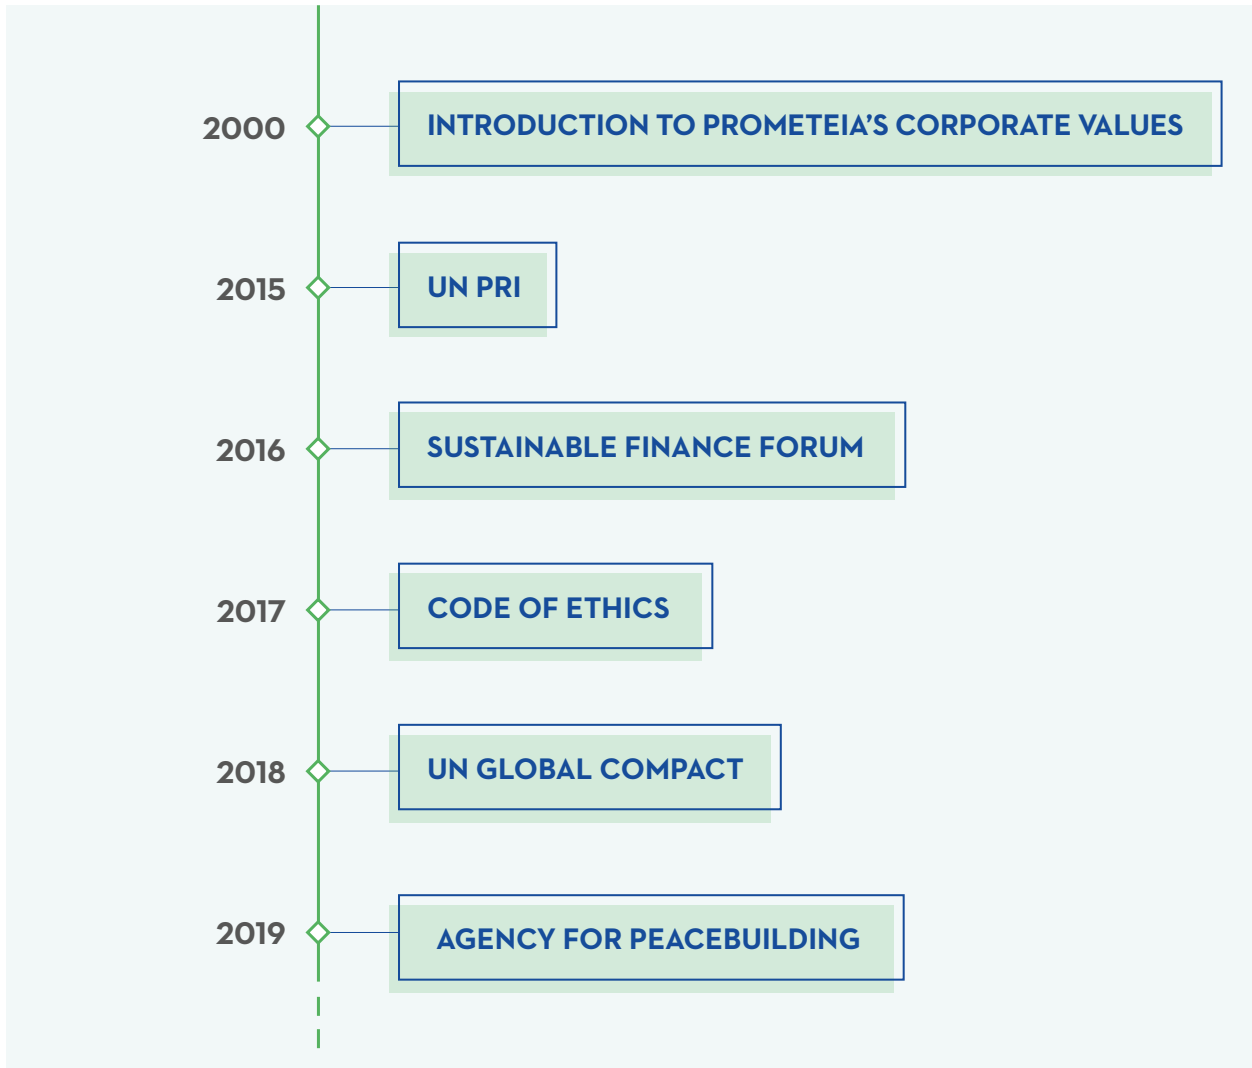 2000
INTRODUCTION TO PROMETEIA'S CORPORATE VALUES
2015
UN PRI
2016
SUSTAINABLE FINANCE FORUM
2017
CODE OF ETHICS
2018
UN GLOBAL COMPACT
2019
AGENCY FOR PEACEBUILDING